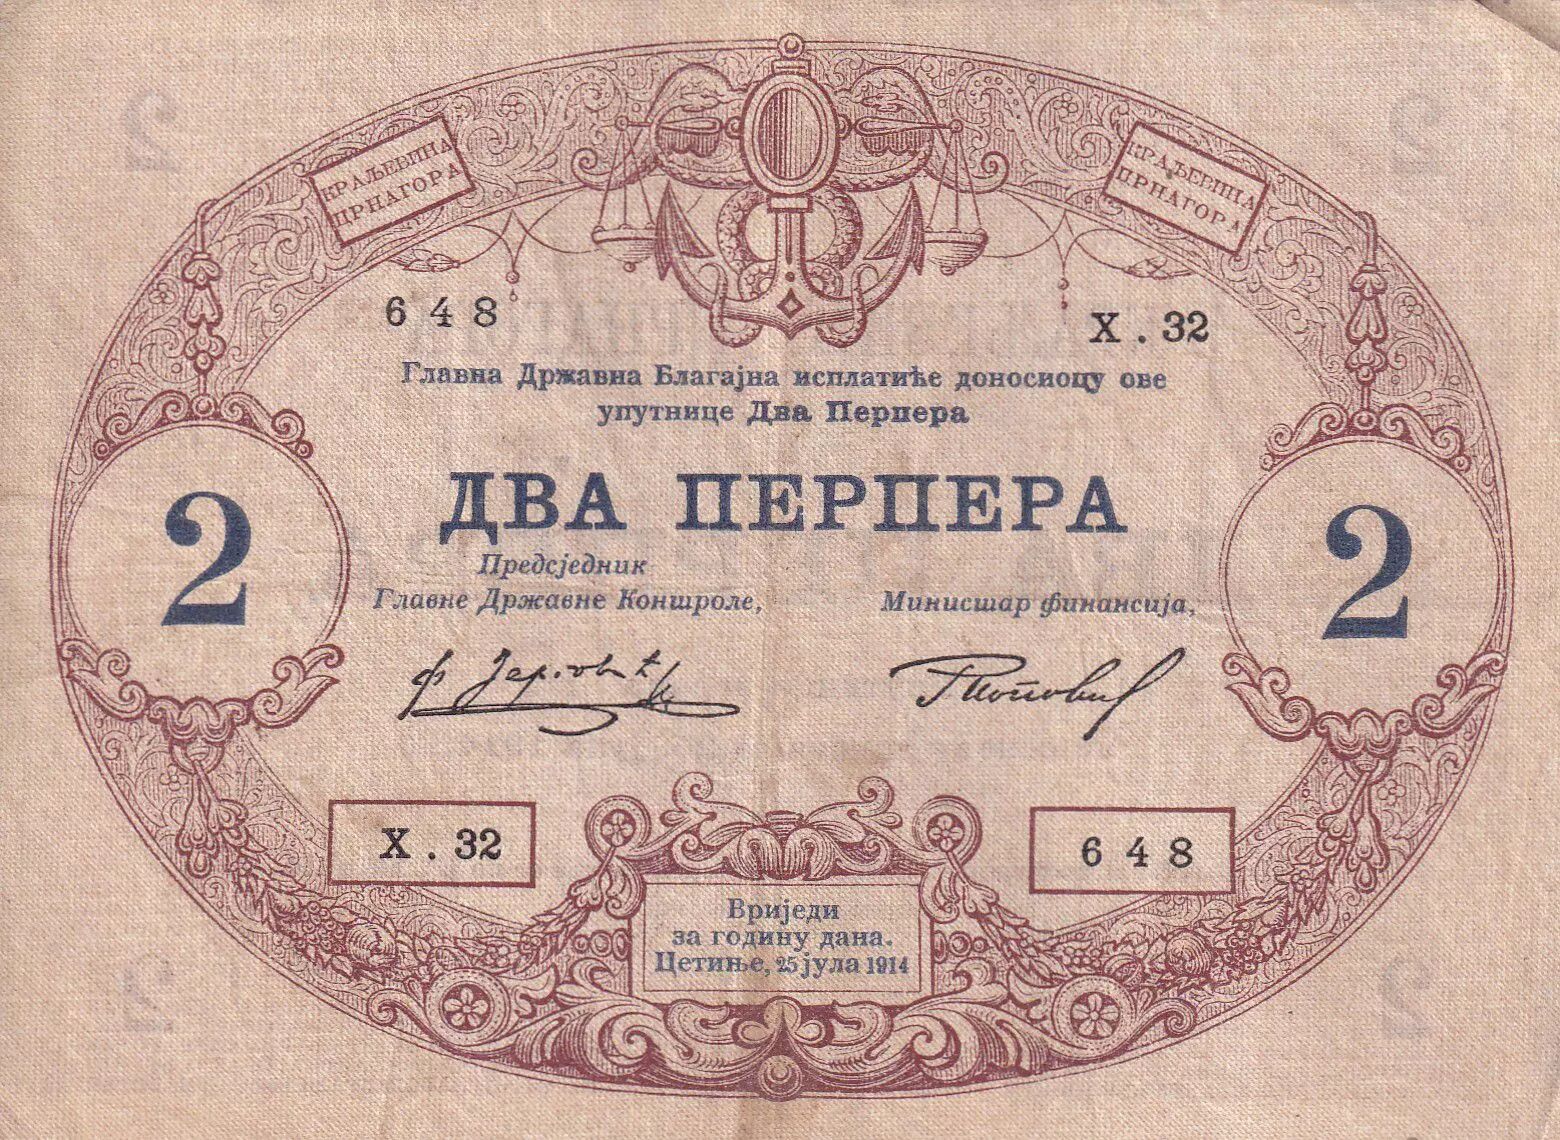 КРАЉЕВИНА
ЦРНАГОРА
КРАЉЕВИНА
ЦРНАГОРА
648
X . 32
Главна Државна Благајна исплатиће доносиоцу ове
упутнице Два Перпера
ДВА ПЕРПЕРА
2
2
Предсједник
Главне Државне Контроле,
Министар финансија,
X . 32
648
Вриједи
за годину дана.
Цетиње, 25 јула 1914